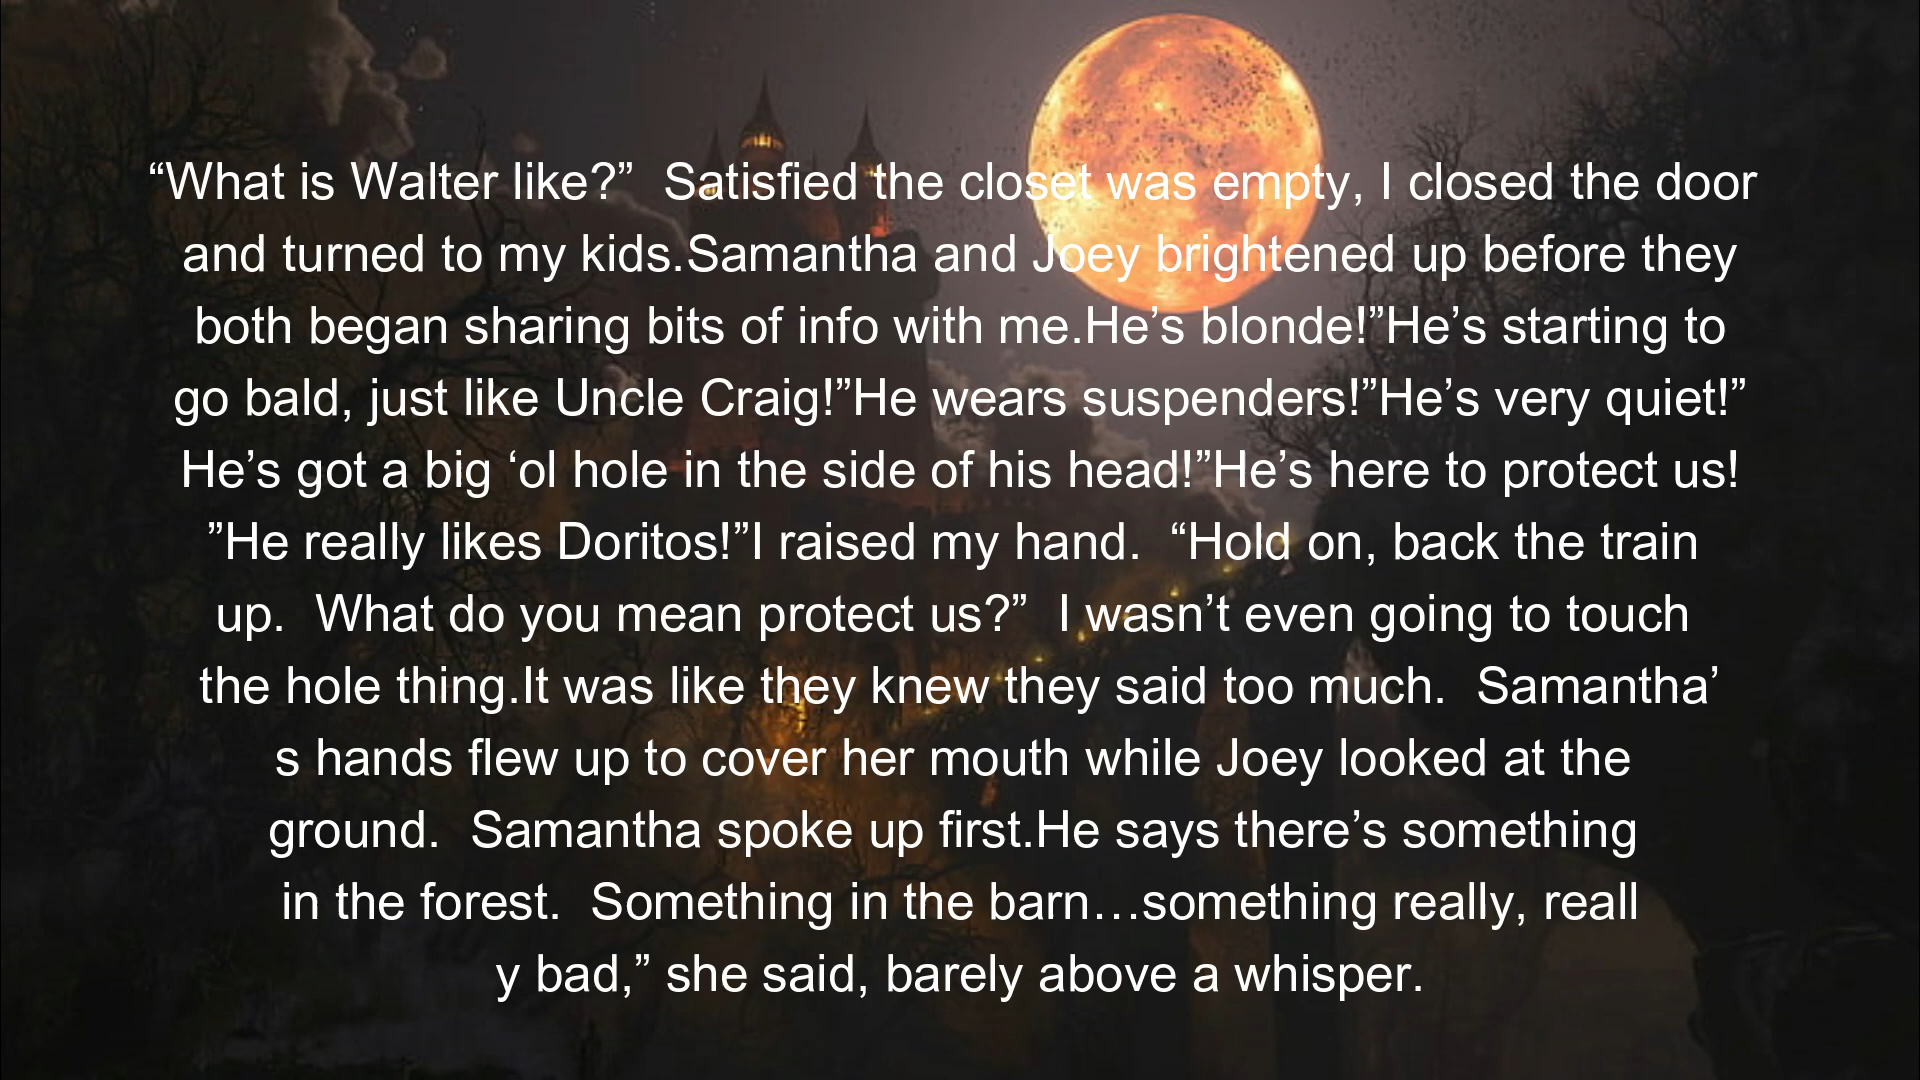 “What is Walter like?”  Satisfied the closet was empty, I closed the door
and turned to my kids.Samantha and Joey brightened up before they
both began sharing bits of info with me.He’s blonde!”He’s starting to
go bald, just like Uncle Craig!”He wears suspenders!”He’s very quiet!”
He’s got a big ‘ol hole in the side of his head!”He’s here to protect us!
”He really likes Doritos!”I raised my hand.  “Hold on, back the train
up.  What do you mean protect us?”  I wasn’t even going to touch
the hole thing.It was like they knew they said too much.  Samantha’
s hands flew up to cover her mouth while Joey looked at the
ground.  Samantha spoke up first.He says there’s something
in the forest.  Something in the barn…something really, reall
y bad,” she said, barely above a whisper.